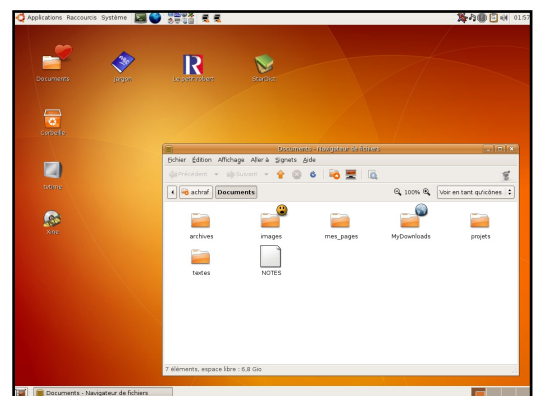 Applications Raccourcis Système 01:57
Documents Jargon Le petit robert StarDict
Corbeille
Documents - Navigateur de fichiers
Fichier Édition Affichage Aller à Signets Aide
Précédent Suivant
achraf Documents 100% Voir en tant qu'icônes
archives images mes_pages MyDownloads projets
textes NOTES
Xine
7 éléments, espace libre : 6,8 Gio
Documents - Navigateur de fichiers